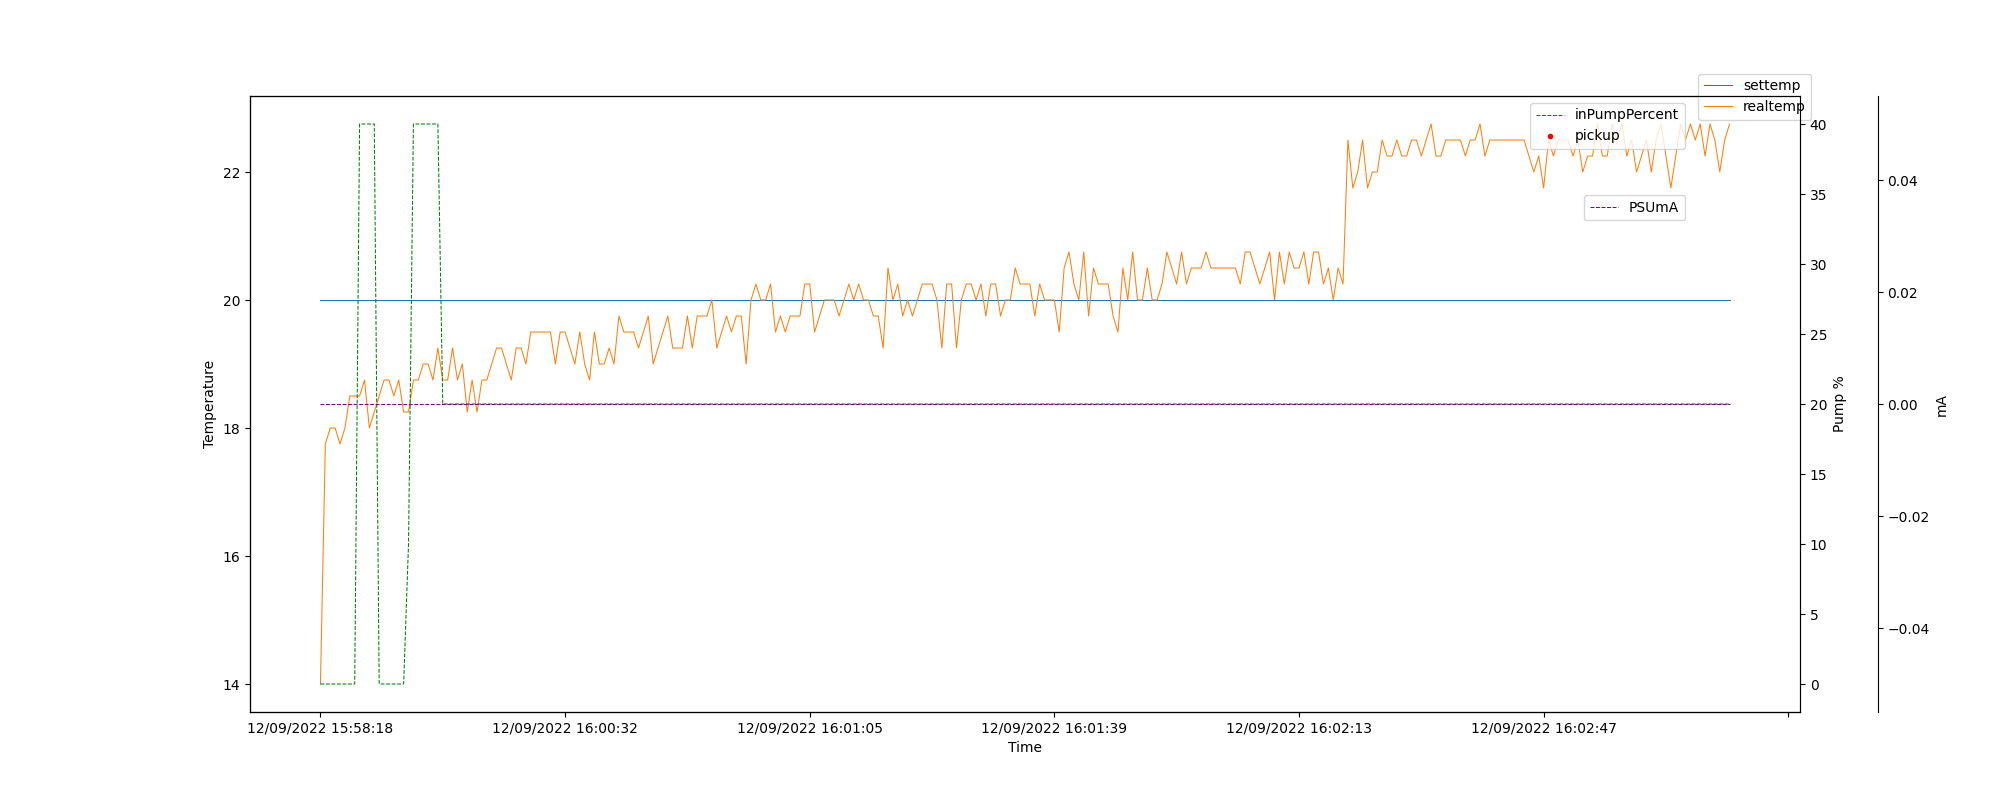 settemp
realtemp
inPumpPercent
pickup
PSUmA
22
20
18
16
14
Temperature
40
35
30
25
20
15
10
5
0
Pump %
0.04
0.02
0.00
−0.02
−0.04
mA
12/09/2022 15:58:18
12/09/2022 16:00:32
12/09/2022 16:01:05
12/09/2022 16:01:39
12/09/2022 16:02:13
12/09/2022 16:02:47
Time